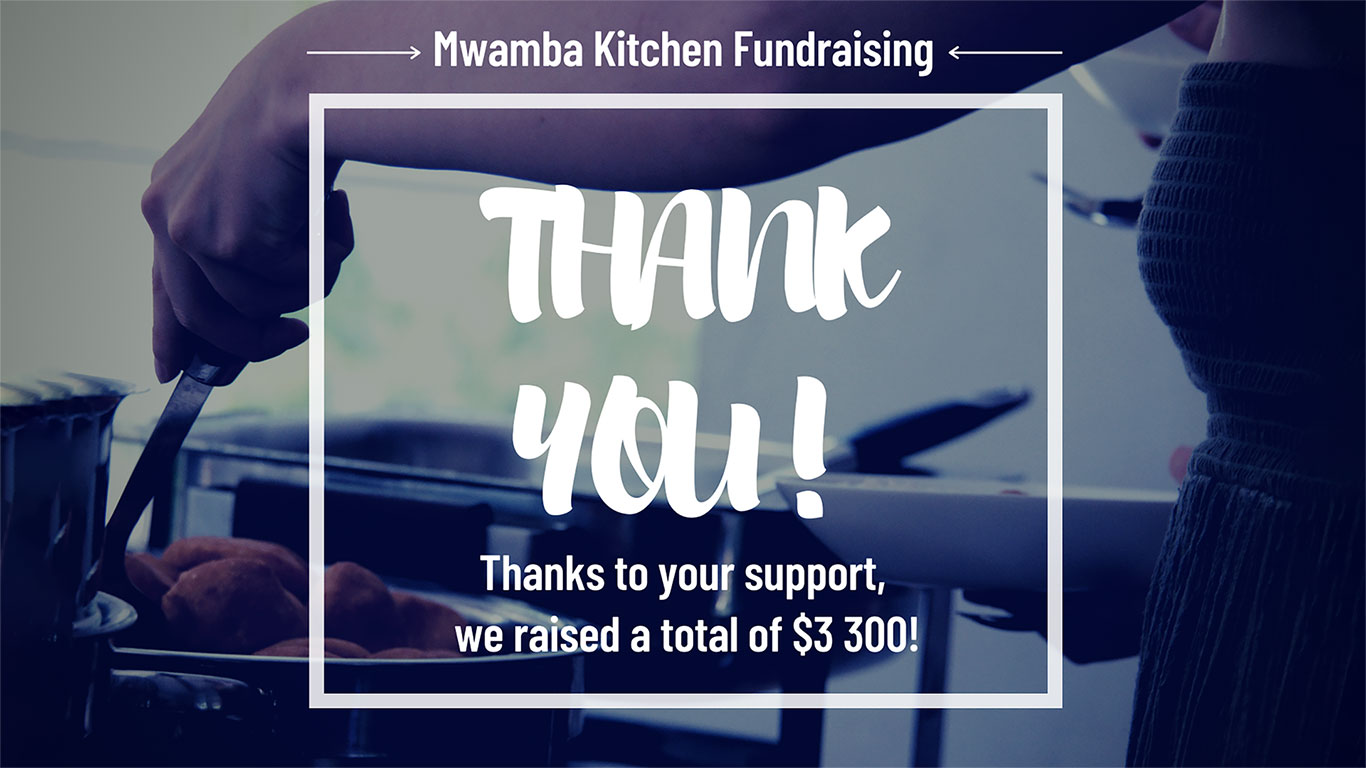 Mwamba Kitchen Fundraising
THANK
YOU!
Thanks to your support,
we raised a total of $3 300!